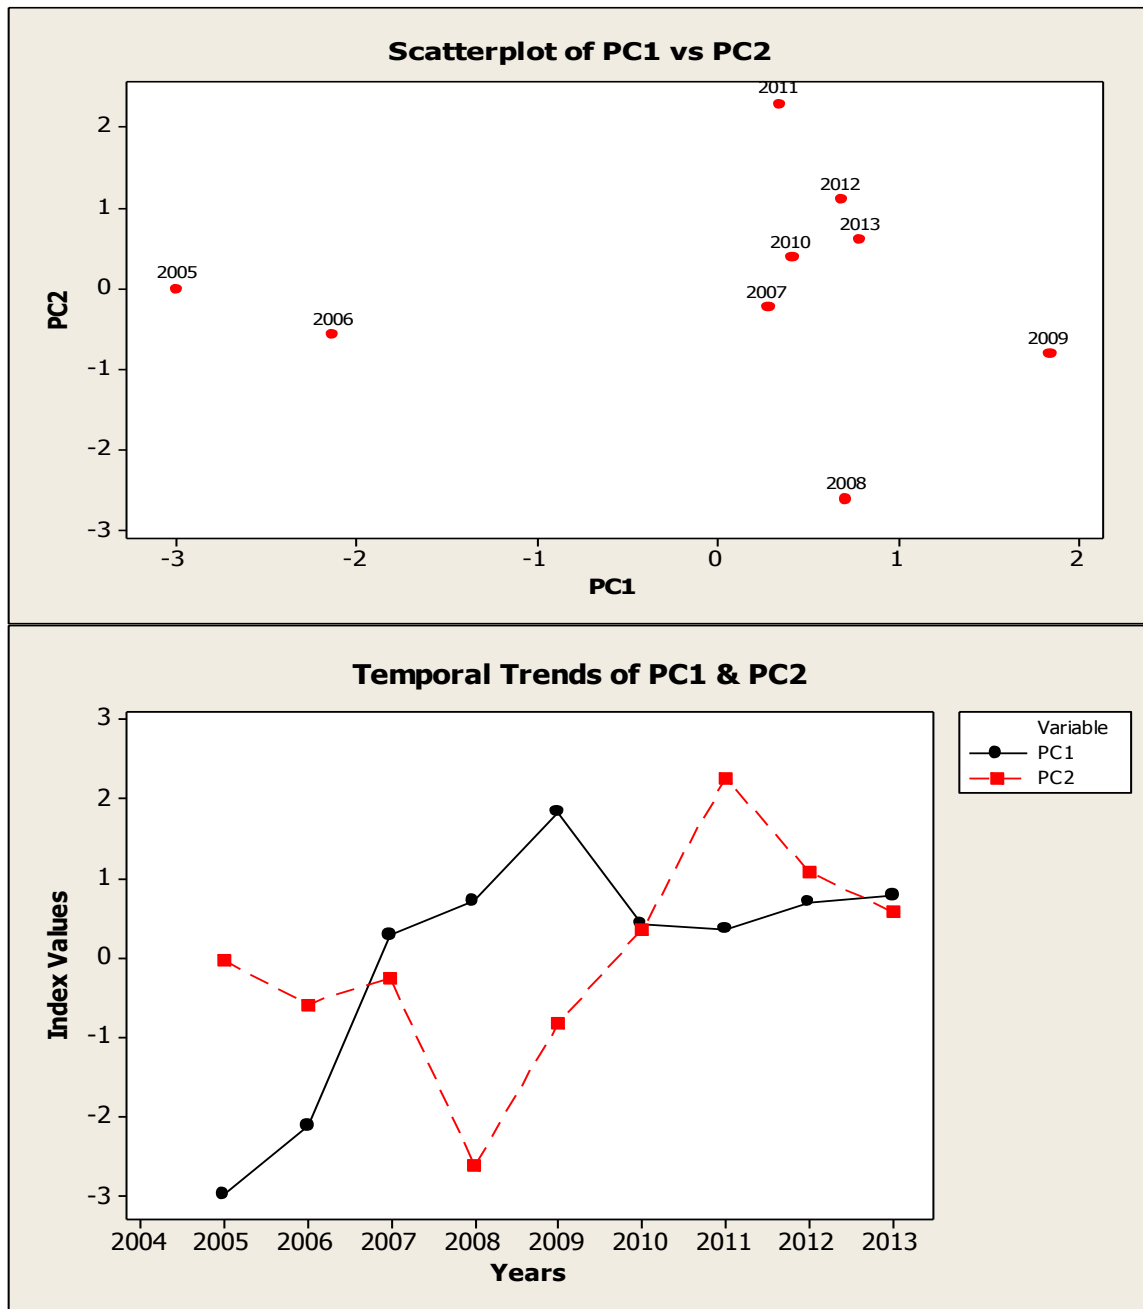 Scatterplot of PC1 vs PC2
2011
2
2012
1
2013
2010
2005
0
2007
2006
2009
-1
-2
2008
-3
PC2
-3 -2 -1 0 1 2
PC1
Temporal Trends of PC1 & PC2
3
2
1
0
-1
-2
-3
Index Values
2004 2005 2006 2007 2008 2009 2010 2011 2012 2013
Years
Variable
PC1
PC2